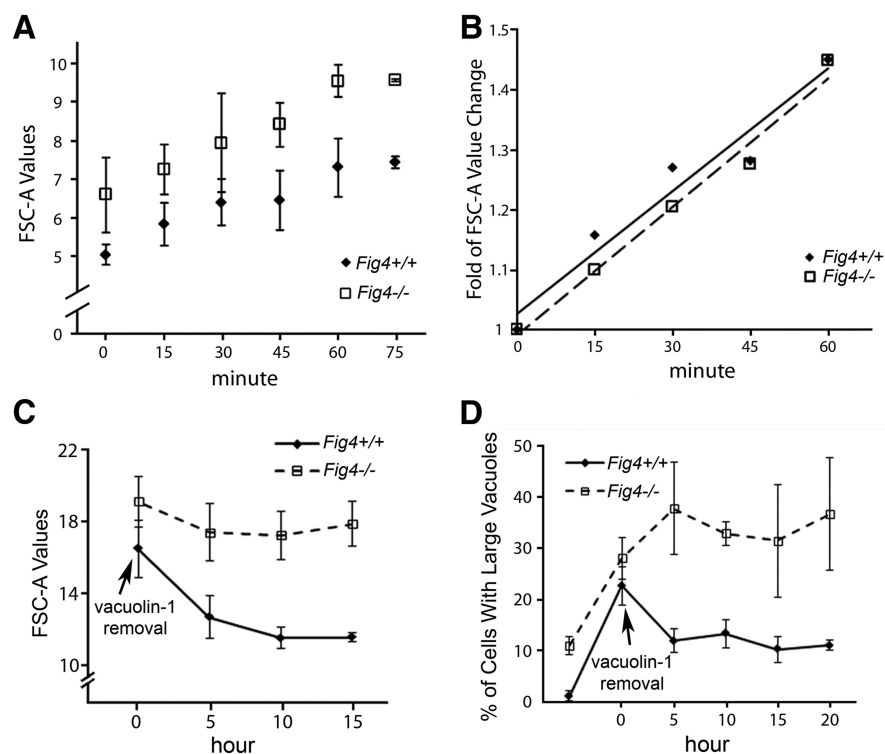 A
FSC-A Values
10
9
8
7
6
5
0
Fig4+/+
Fig4-/-
0 15 30 45 60 75
minute
B
Fold of FSC-A Value Change
1.5
1.4
1.3
1.2
1.1
1
Fig4+/+
Fig4-/-
0 15 30 45 60
minute
C
FSC-A Values
22
18
14
10
Fig4+/+
Fig4-/-
vacuolin-1
removal
0 5 10 15
hour
D
% of Cells With Large Vacuoles
50
40
30
20
10
0
Fig4+/+
Fig4-/-
vacuolin-1
removal
0 5 10 15 20
hour